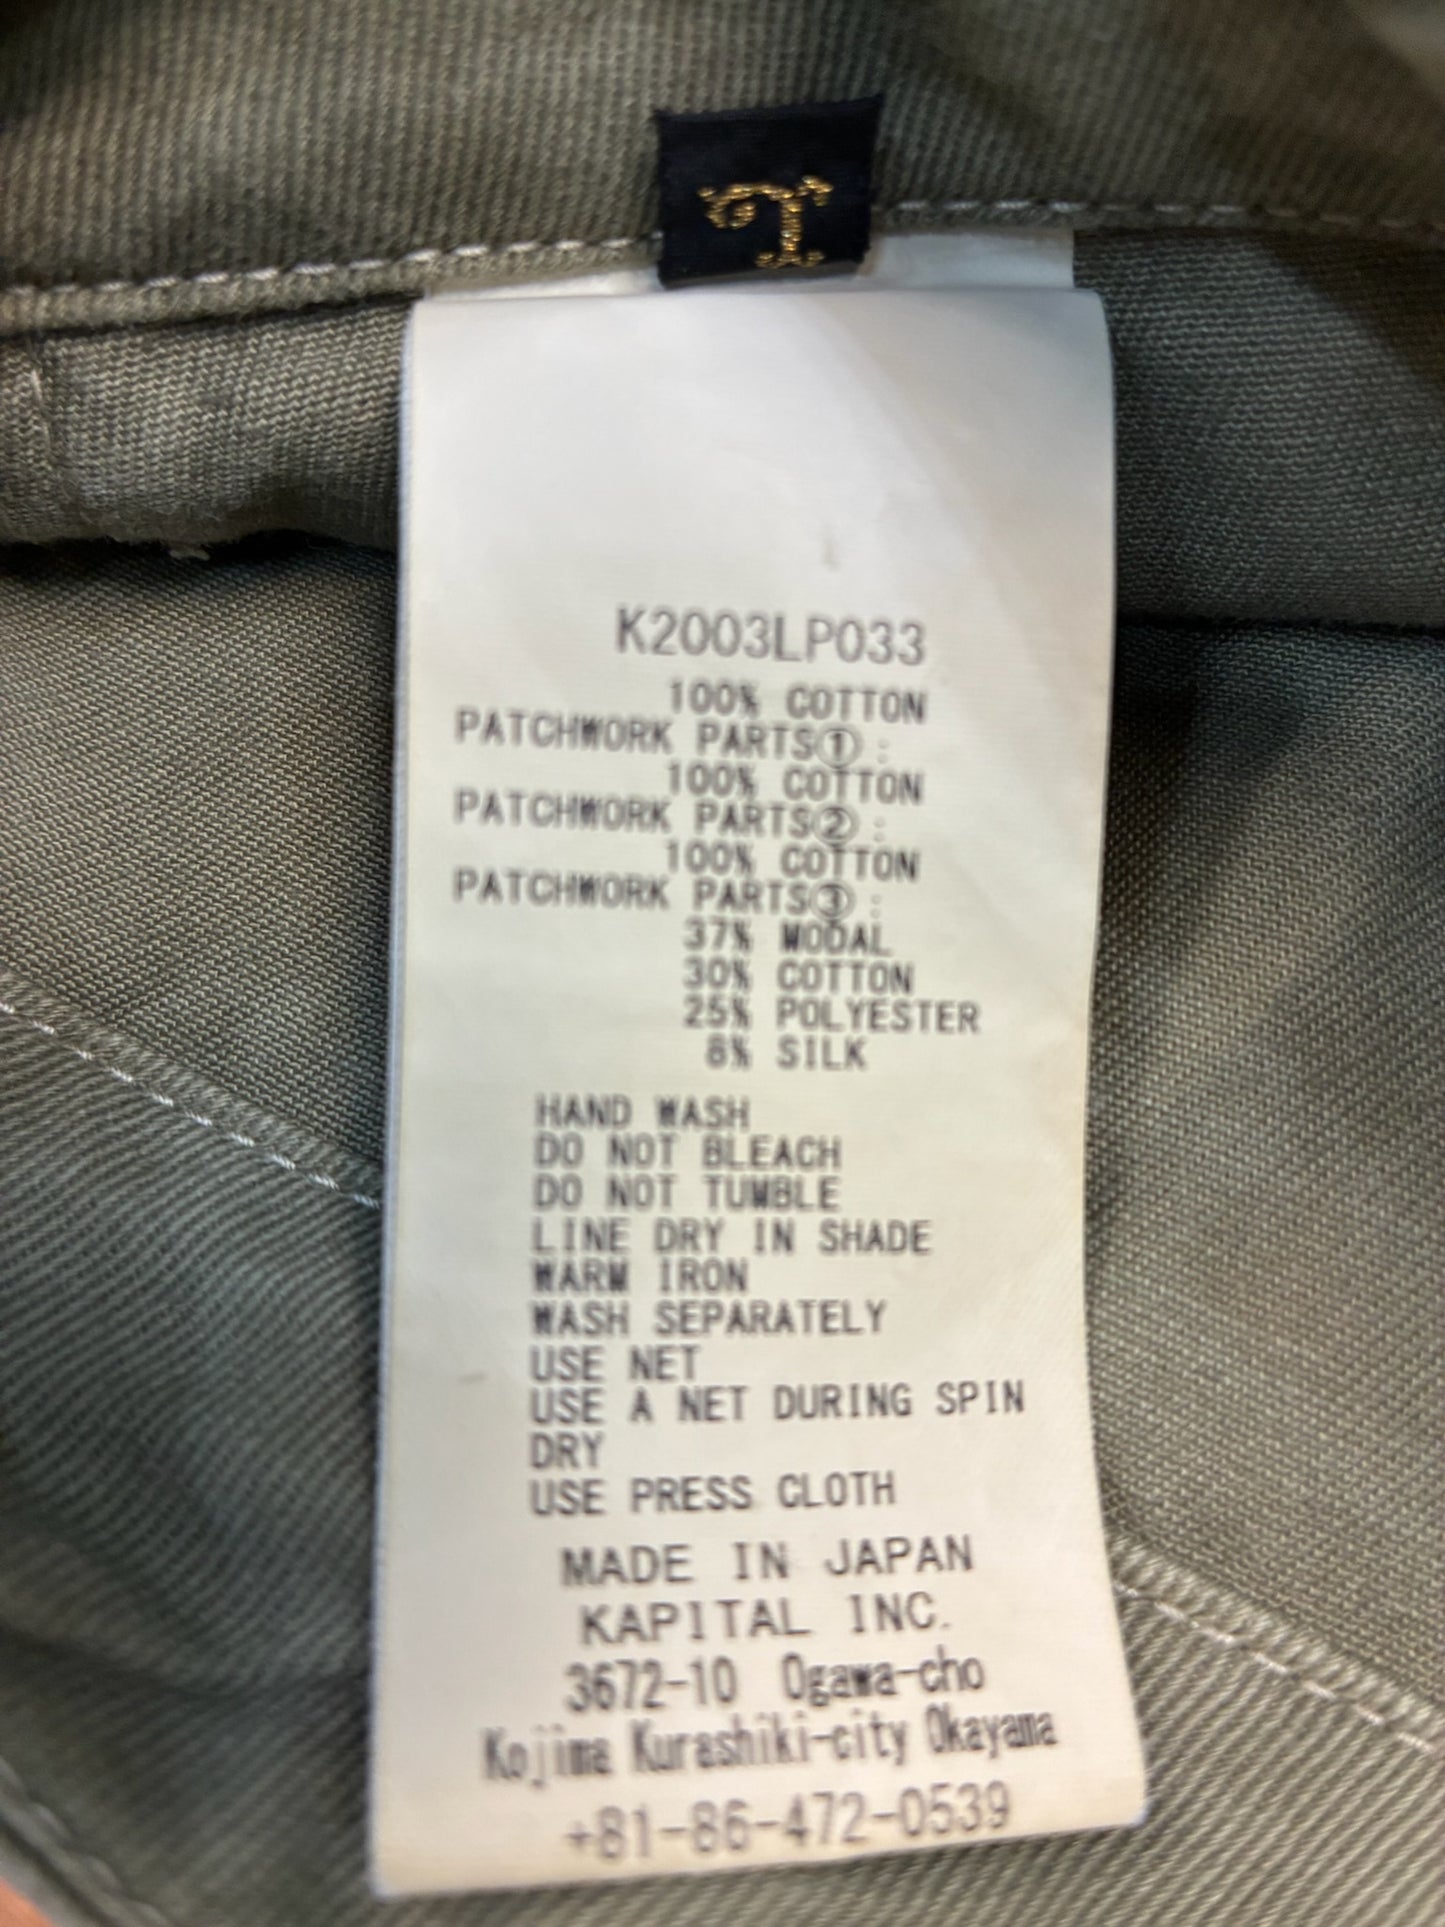 K2003LP033
100% COTTON
PATCHWORK PARTS①:
100% COTTON
PATCHWORK PARTS②:
100% COTTON
PATCHWORK PARTS③:
37% MODAL
30% COTTON
25% POLYESTER
8% SILK
HAND WASH
DO NOT BLEACH
DO NOT TUMBLE
LINE DRY IN SHADE
WARM IRON
WASH SEPARATELY
USE NET
USE A NET DURING SPIN
DRY
USE PRESS CLOTH
MADE IN JAPAN
KAPITAL INC.
3672-10 Ogawa-cho
Kojima Kurashiki-city Okayama
+81-86-472-0539